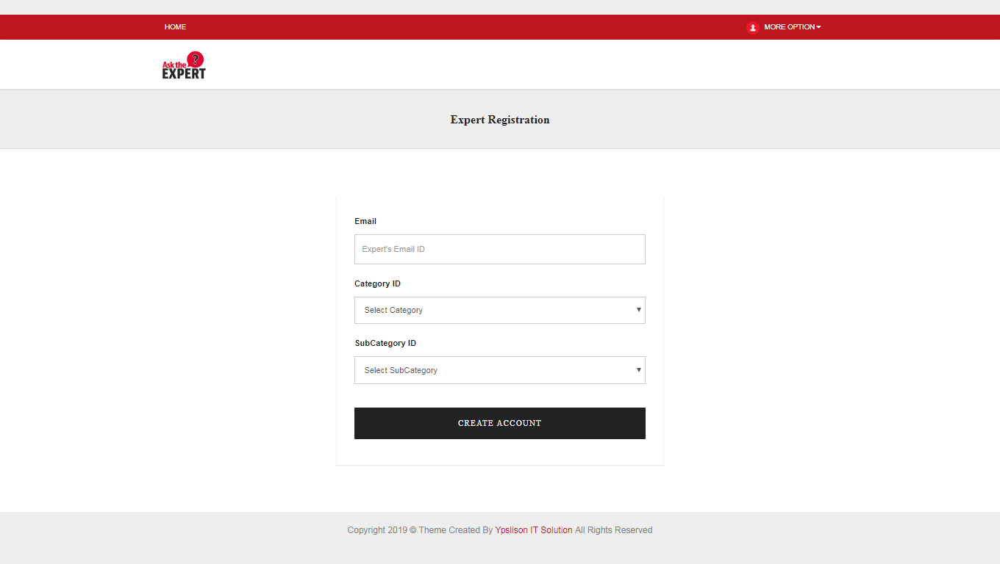 HOME
MORE OPTION
Ask the ?
EXPERT
Expert Registration
Email
Expert's Email ID
Category ID
Select Category
SubCategory ID
Select SubCategory
CREATE ACCOUNT
Copyright 2019 © Theme Created By Ypslison IT Solution All Rights Reserved